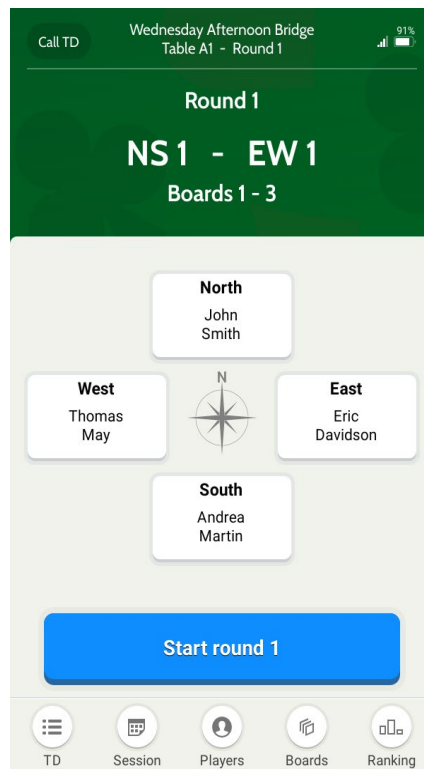 Call TD
Wednesday Afternoon Bridge
Table A1 - Round 1
91%
Round 1
NS 1 - EW 1
Boards 1 - 3
North
John
Smith
West
Thomas
May
N
East
Eric
Davidson
South
Andrea
Martin
Start round 1
TD
Session
Players
Boards
Ranking